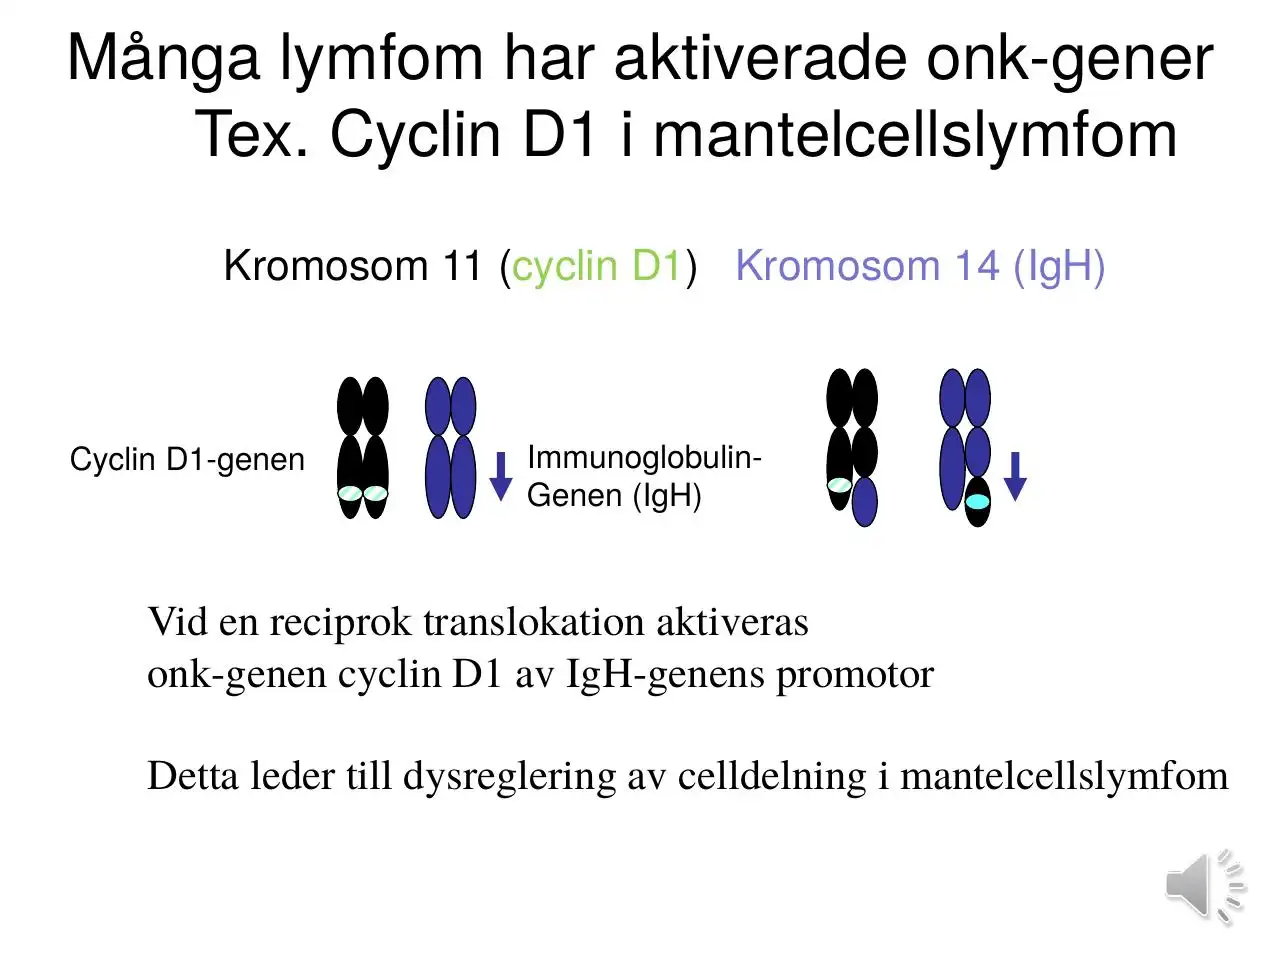 Många lymfom har aktiverade onk-gener
Tex. Cyclin D1 i mantelcellslymfom
Kromosom 11 (cyclin D1) Kromosom 14 (IgH)
Cyclin D1-genen
Immunoglobulin-
Genen (IgH)
Vid en reciprok translokation aktiveras
onk-genen cyclin D1 av IgH-genens promotor
Detta leder till dysreglering av celldelning i mantelcellslymfom